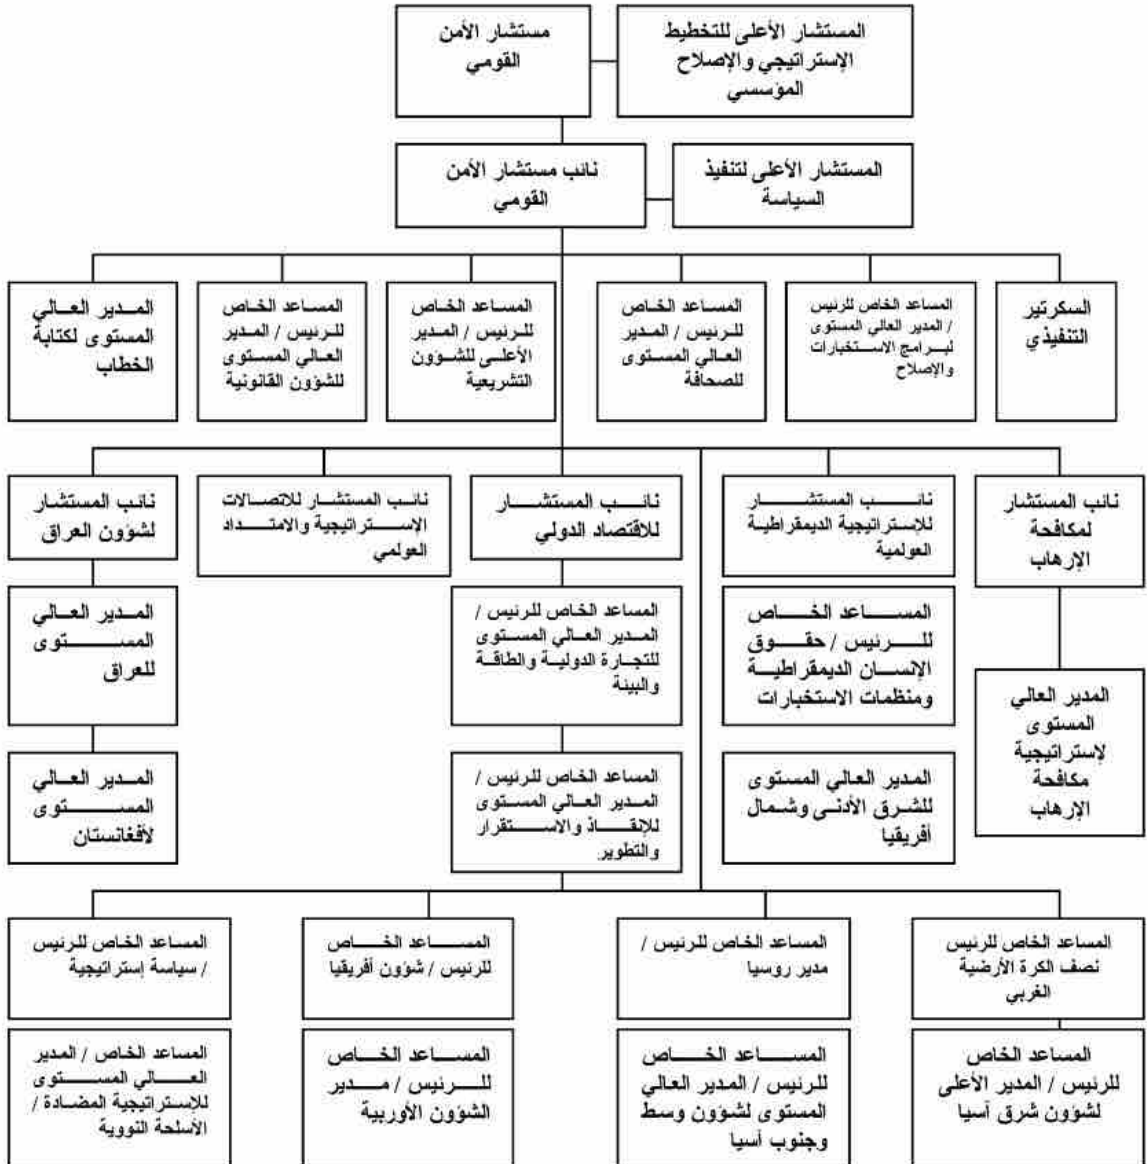 المستشار الأعلى للتخطيط
الإستراتيجي والإصلاح
المؤسسي
مستشار الأمن
القومي
المستشار الأعلى لتنفيذ
السياسة
نائب مستشار الأمن
القومي
السكرتير
التنفيذي
المساعد الخاص للرئيس
/ المدير العالي المستوى
لبرامج الاستخبارات
والإصلاح
المساعد الخاص
للرئيس / المدير
العالي المستوى
للصحافة
المساعد الخاص
للرئيس / المدير
الأعلى للشؤون
التشريعية
المساعد الخاص
للرئيس / المدير
العالي المستوى
للشؤون القانونية
المدير العالي
المستوى لكتابة
الخطاب
نائب المستشار
لمكافحة
الإرهاب
نائب المستشار
للإستراتيجية الديمقراطية
العولمية
نائب المستشار
للاقتصاد الدولي
نائب المستشار للاتصالات
الإستراتيجية والامتداد
العولمي
نائب المستشار
لشؤون العراق
المدير العالي
المستوى
لإستراتيجية
مكافحة
الإرهاب
المساعد الخاص
للرئيس / حقوق
الإنسان الديمقراطية
ومنظمات الاستخبارات
المساعد الخاص للرئيس /
المدير العالي المستوى
للتجارة الدولية والطاقة
والبيئة
المدير العالي
المستوى
للعراق
المدير العالي المستوى
للشرق الأدنى وشمال
أفريقيا
المساعد الخاص للرئيس /
المدير العالي المستوى
للإنقاذ والاستقرار
والتطوير
المدير العالي
المستوى
لأفغانستان
المساعد الخاص للرئيس
نصف الكرة الأرضية
الغربي
المساعد الخاص للرئيس /
مدير روسيا
المساعد الخاص
للرئيس / شؤون أفريقيا
المساعد الخاص للرئيس
/ سياسة إستراتيجية
المساعد الخاص
للرئيس / المدير الأعلى
لشؤون شرق آسيا
المساعد الخاص
للرئيس / المدير العالي
المستوى لشؤون وسط
وجنوب آسيا
المساعد الخاص
للرئيس / مدير
الشؤون الأوربية
المساعد الخاص / المدير
العالي المستوى
للإستراتيجية المضادة /
الأسلحة النووية